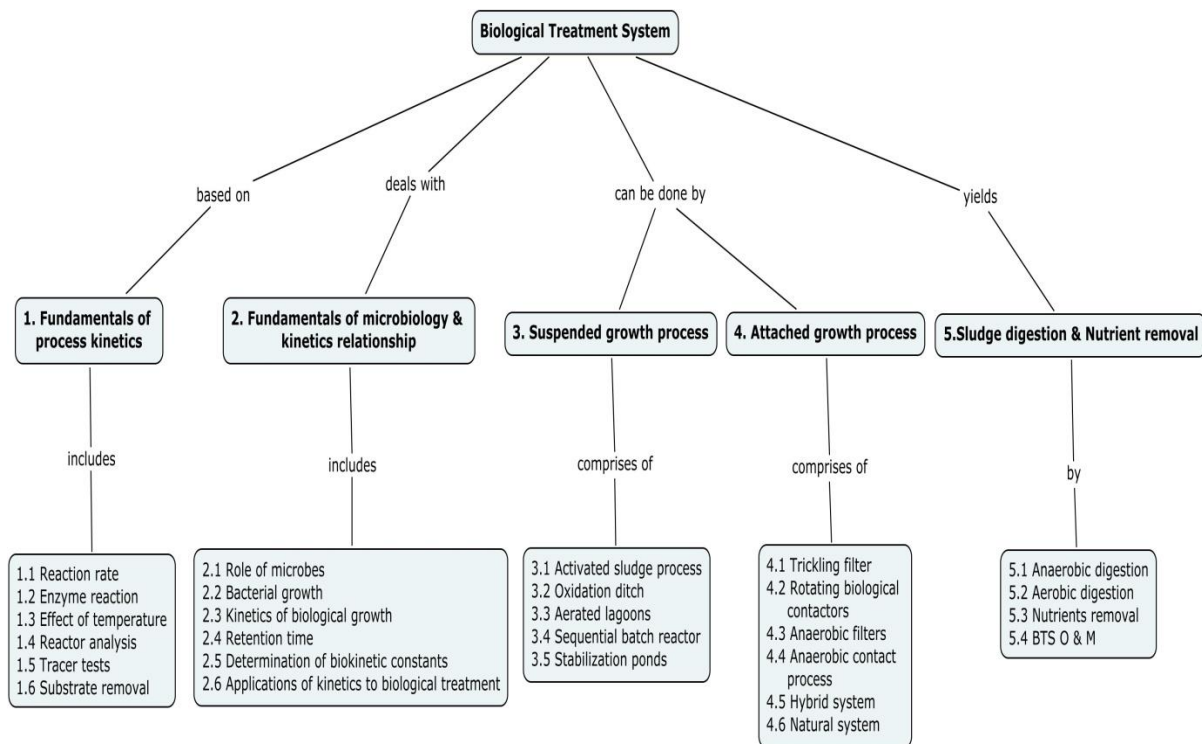 Biological Treatment System
based on
deals with
can be done by
yields
1. Fundamentals of
process kinetics
2. Fundamentals of microbiology &
kinetics relationship
3. Suspended growth process
4. Attached growth process
5.Sludge digestion & Nutrient removal
includes
includes
comprises of
comprises of
by
1.1 Reaction rate
1.2 Enzyme reaction
1.3 Effect of temperature
1.4 Reactor analysis
1.5 Tracer tests
1.6 Substrate removal
2.1 Role of microbes
2.2 Bacterial growth
2.3 Kinetics of biological growth
2.4 Retention time
2.5 Determination of biokinetic constants
2.6 Applications of kinetics to biological treatment
3.1 Activated sludge process
3.2 Oxidation ditch
3.3 Aerated lagoons
3.4 Sequential batch reactor
3.5 Stabilization ponds
4.1 Trickling filter
4.2 Rotating biological
contactors
4.3 Anaerobic filters
4.4 Anaerobic contact
process
4.5 Hybrid system
4.6 Natural system
5.1 Anaerobic digestion
5.2 Aerobic digestion
5.3 Nutrients removal
5.4 BTS O & M